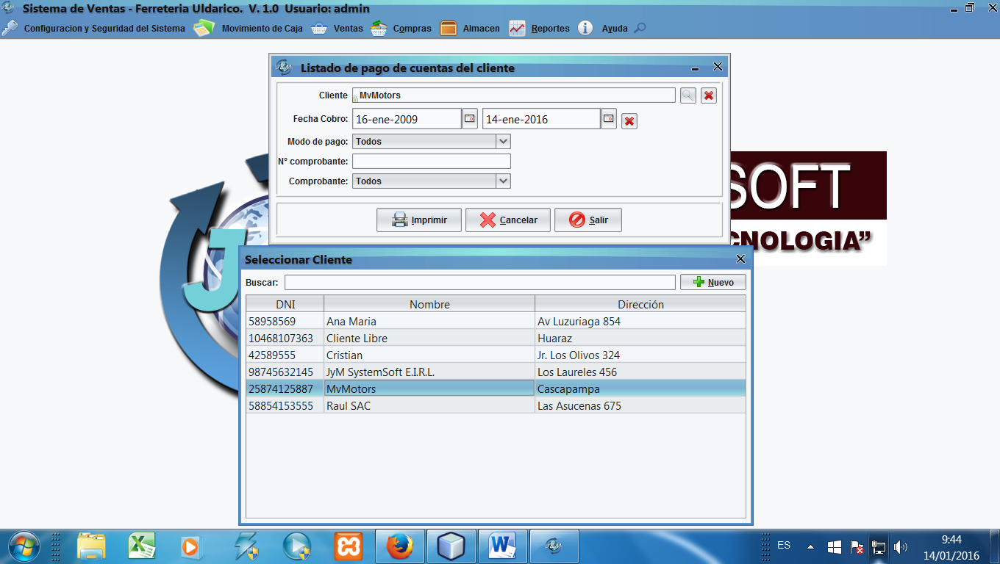 Sistema de Ventas - Ferreteria Uldarico. V. 1.0 Usuario: admin
Configuracion y Seguridad del Sistema Movimiento de Caja Ventas Compras Almacen Reportes Ayuda
Listado de pago de cuentas del cliente
Cliente MvMotors
Fecha Cobro: 16-ene-2009 14-ene-2016
Modo de pago: Todos
Nº comprobante:
Comprobante: Todos
Imprimir Cancelar Salir
SOFT
CNOLOGIA”
J
Seleccionar Cliente
Buscar: Nuevo
DNI Nombre Dirección
58958569 Ana Maria Av Luzuriaga 854
10468107363 Cliente Libre Huaraz
42589555 Cristian Jr. Los Olivos 324
98745632145 JyM SystemSoft E.I.R.L. Los Laureles 456
25874125887 MvMotors Cascapampa
58854153555 Raul SAC Las Asucenas 675
ES 9:44
14/01/2016